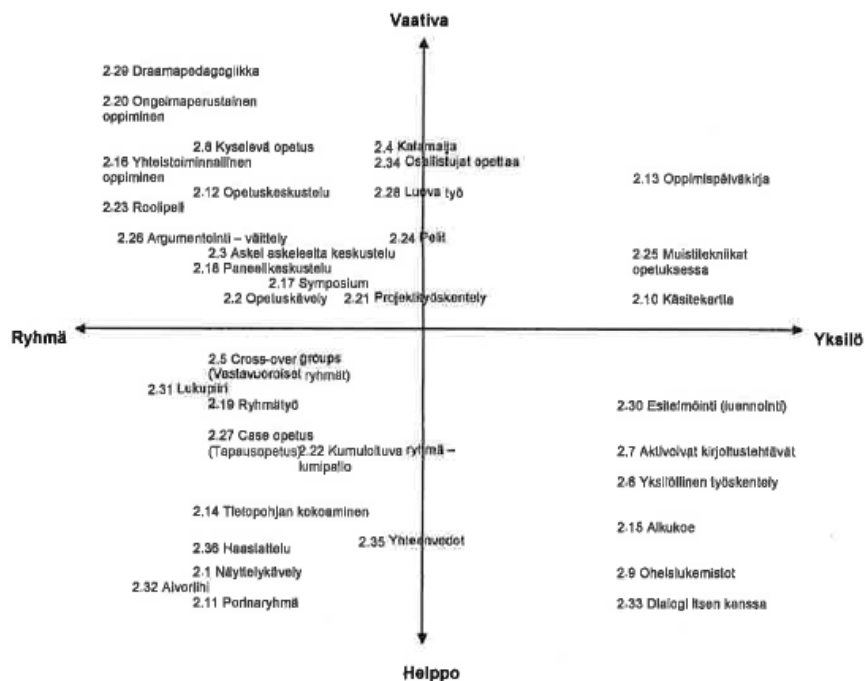 Vaativa
2.29 Draamapedagogiikka
2.20 Ongelmaperustainen
oppiminen
2.8 Kyselevä opetus
2.4 Kalamalja
2.16 Yhteistoiminnallinen
oppiminen
2.34 Osallistujat opettaa
2.13 Oppimispäiväkirja
2.12 Opetuskeskustelu
2.28 Luova työ
2.23 Roolipeli
2.26 Argumentointi – väittely
2.24 Pelit
2.3 Askel askeleelta keskustelu
2.18 Paneelikeskustelu
2.25 Muistitekniikat
opetuksessa
2.17 Symposium
2.2 Opetuskävely
2.21 Projektityöskentely
2.10 Käsitekartta
Ryhmä
Yksilö
2.5 Cross-over groups
(Vastavuoroiset ryhmät)
2.31 Lukupiiri
2.19 Ryhmätyö
2.30 Esitelmöinti (luennointi)
2.27 Case opetus
(Tapausopetus)
2.22 Kumuloituva ryhmä –
lumipallo
2.7 Aktivoivat kirjoitustehtävät
2.6 Yksilöllinen työskentely
2.14 Tietopohjan kokoaminen
2.15 Alkukoe
2.35 Yhteenvedot
2.36 Haastattelu
2.1 Näyttelykävely
2.9 Oheislukemistot
2.32 Aivoriihi
2.11 Porinaryhmä
2.33 Dialogi itsen kanssa
Helppo